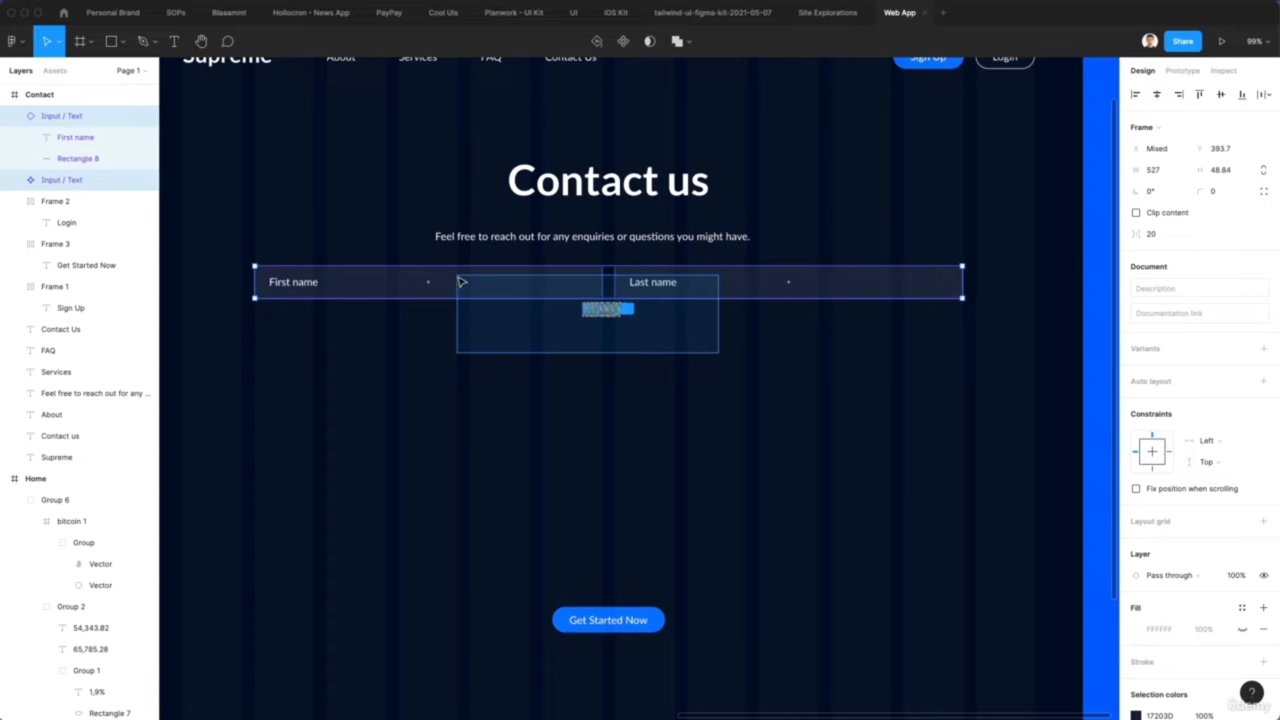 Personal Brand SOPs Blaaamm! Hollocron - News App PayPay Cool UIs Planwork - UI Kit UI iOS Kit tailwind-ui-figma-kit-2021-05-07 Site Explorations Web App
Share 99%
Layers Assets Page 1
Contact
Input / Text
First name
Rectangle 8
Input / Text
Frame 2
Login
Frame 3
Get Started Now
Frame 1
Sign Up
Contact Us
FAQ
Services
Feel free to reach out for any ...
About
Contact us
Supreme
Home
Group 6
bitcoin 1
Group
Vector
Vector
Group 2
54,343.02
65,785.28
Group 1
1,9%
Rectangle 7
Supreme About Services FAQ Contact Us Sign Up Login
Contact us
Feel free to reach out for any enquiries or questions you might have.
First name Last name
Get Started Now
Design Prototype Inspect
Frame
X Mixed Y 393.7
W 527 H 48.84
0° 0
Clip content
20
Document
Description
Documentation link
Variants
Auto layout
Constraints
Left
Top
Fix position when scrolling
Layout grid
Layer
Pass through 100%
Fill
FFFFFF 100%
Stroke
Selection colors
17203D 100%
?
ûdemy